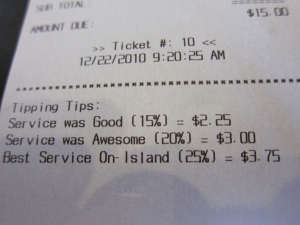 SUB TOTAL:
$15.00
AMOUNT DUE:
>> Ticket #: 10 <<
12/22/2010 9:20:25 AM
*******************************************
Tipping Tips:
Service was Good (15%) = $2.25
Service was Awesome (20%) = $3.00
Best Service On-Island (25%) = $3.75